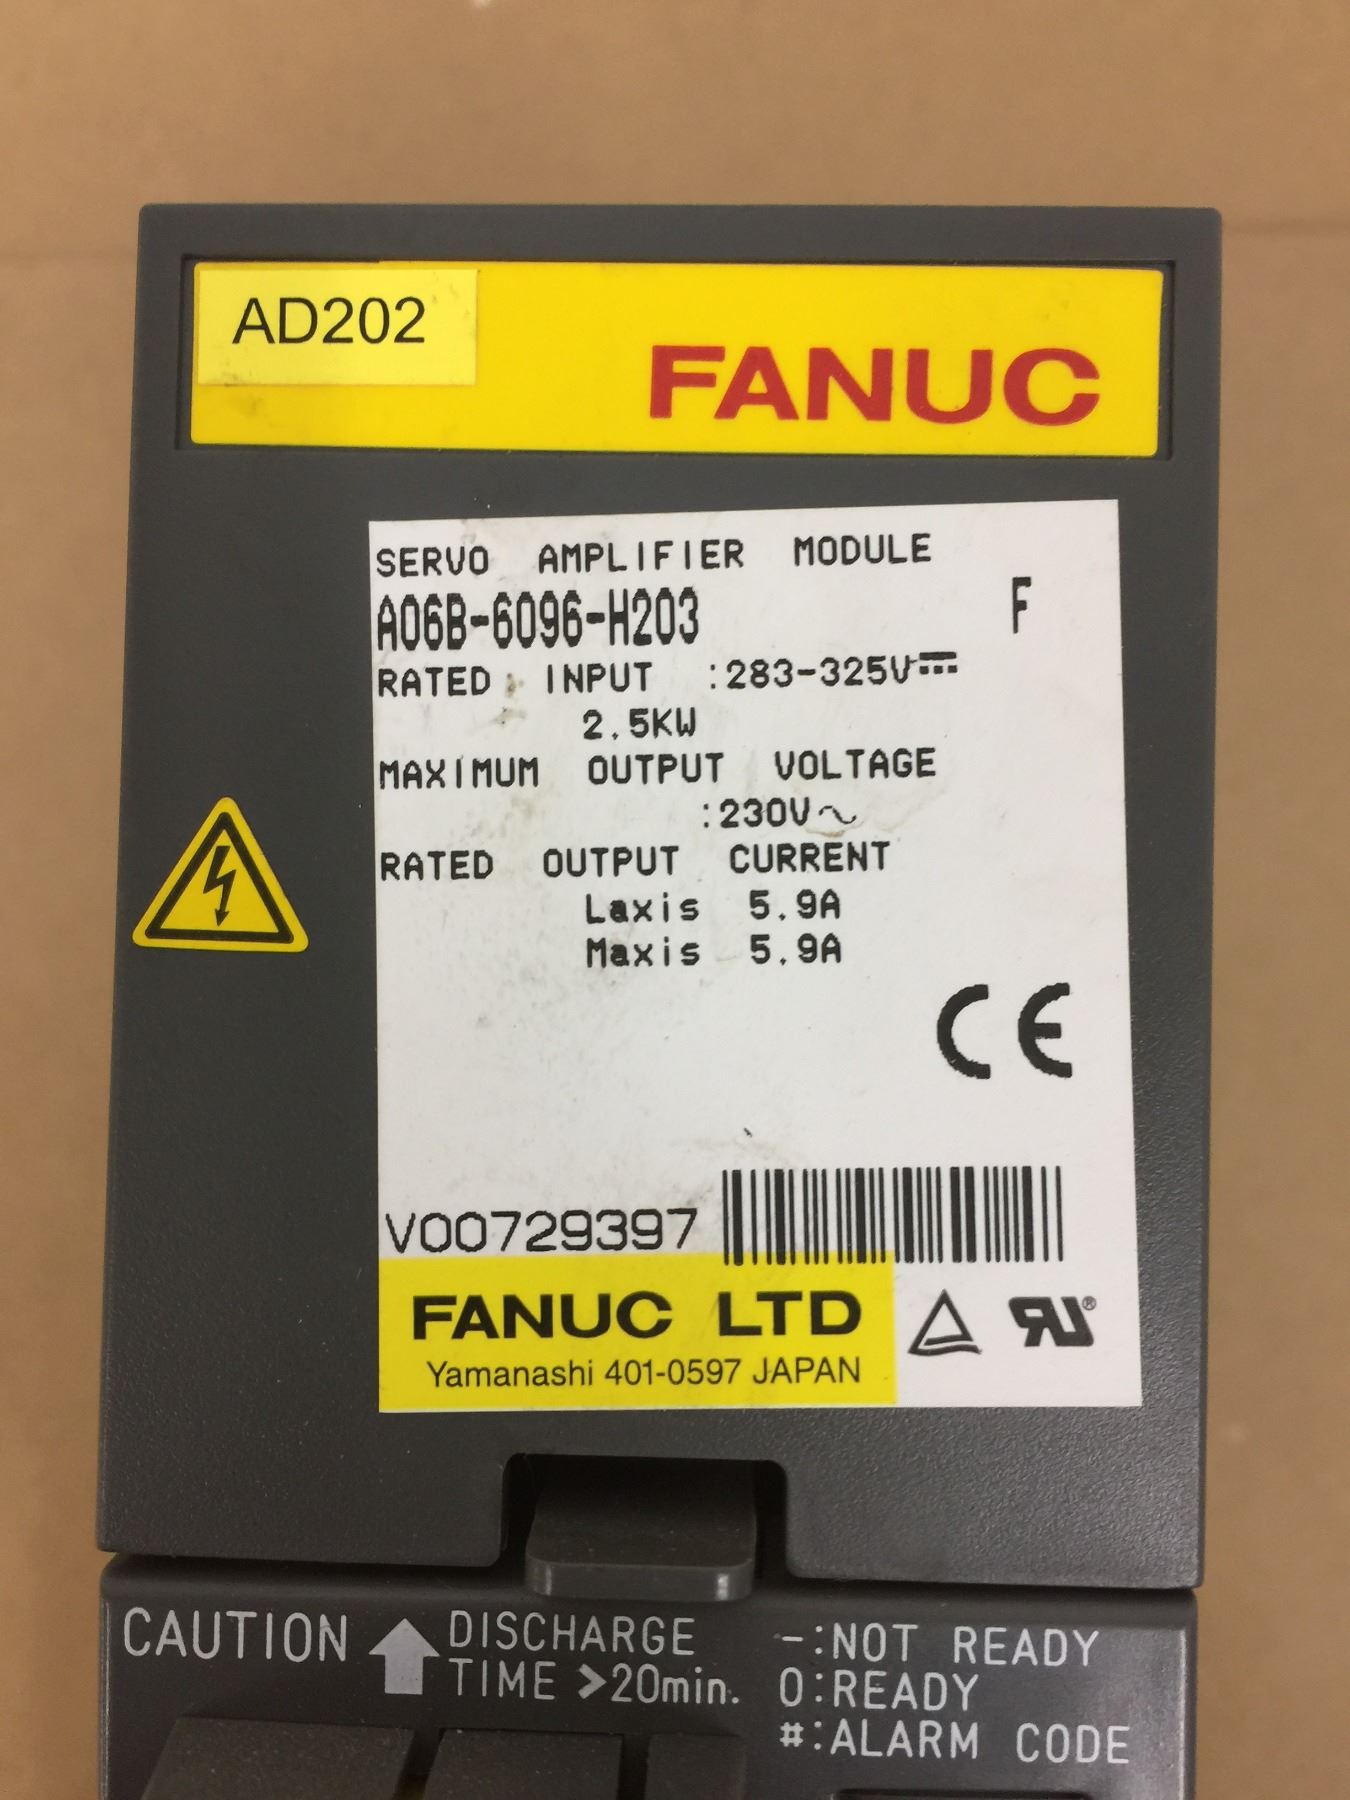 AD202
FANUC
SERVO AMPLIFIER MODULE
A06B-6096-H203 F
RATED INPUT :283-325V⎓
2.5KW
MAXIMUM OUTPUT VOLTAGE
:230V∿
RATED OUTPUT CURRENT
Laxis 5.9A
Maxis 5.9A
CE
V00729397
FANUC LTD
Yamanashi 401-0597 JAPAN
RU®
CAUTION DISCHARGE
TIME >20min.
-:NOT READY
0:READY
#:ALARM CODE